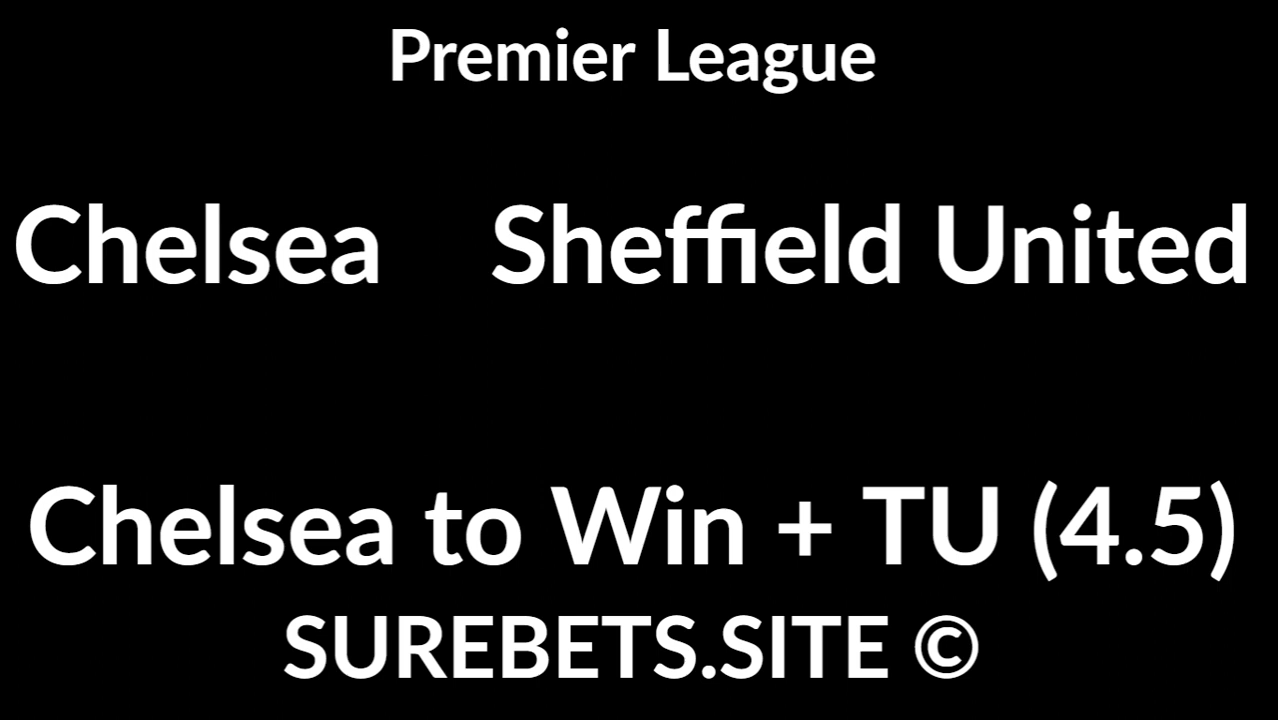 Premier League
Chelsea Sheffield United
Chelsea to Win + TU (4.5)
SUREBETS.SITE ©